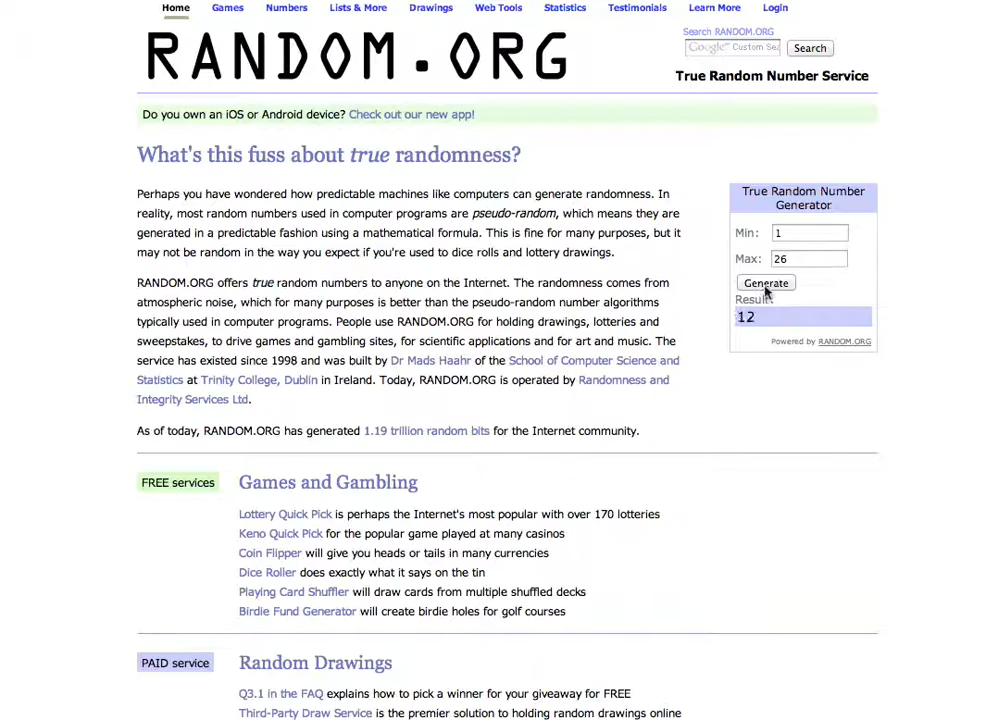 Home Games Numbers Lists & More Drawings Web Tools Statistics Testimonials Learn More Login
RANDOM.ORG
Search RANDOM.ORG
Google™ Custom Sea Search
True Random Number Service
Do you own an iOS or Android device? Check out our new app!
What's this fuss about true randomness?
Perhaps you have wondered how predictable machines like computers can generate randomness. In
reality, most random numbers used in computer programs are pseudo-random, which means they are
generated in a predictable fashion using a mathematical formula. This is fine for many purposes, but it
may not be random in the way you expect if you're used to dice rolls and lottery drawings.
RANDOM.ORG offers true random numbers to anyone on the Internet. The randomness comes from
atmospheric noise, which for many purposes is better than the pseudo-random number algorithms
typically used in computer programs. People use RANDOM.ORG for holding drawings, lotteries and
sweepstakes, to drive games and gambling sites, for scientific applications and for art and music. The
service has existed since 1998 and was built by Dr Mads Haahr of the School of Computer Science and
Statistics at Trinity College, Dublin in Ireland. Today, RANDOM.ORG is operated by Randomness and
Integrity Services Ltd.
As of today, RANDOM.ORG has generated 1.19 trillion random bits for the Internet community.
True Random Number
Generator
Min: 1
Max: 26
Generate
Result:
12
Powered by RANDOM.ORG
FREE services
Games and Gambling
Lottery Quick Pick is perhaps the Internet's most popular with over 170 lotteries
Keno Quick Pick for the popular game played at many casinos
Coin Flipper will give you heads or tails in many currencies
Dice Roller does exactly what it says on the tin
Playing Card Shuffler will draw cards from multiple shuffled decks
Birdie Fund Generator will create birdie holes for golf courses
PAID service
Random Drawings
Q3.1 in the FAQ explains how to pick a winner for your giveaway for FREE
Third-Party Draw Service is the premier solution to holding random drawings online